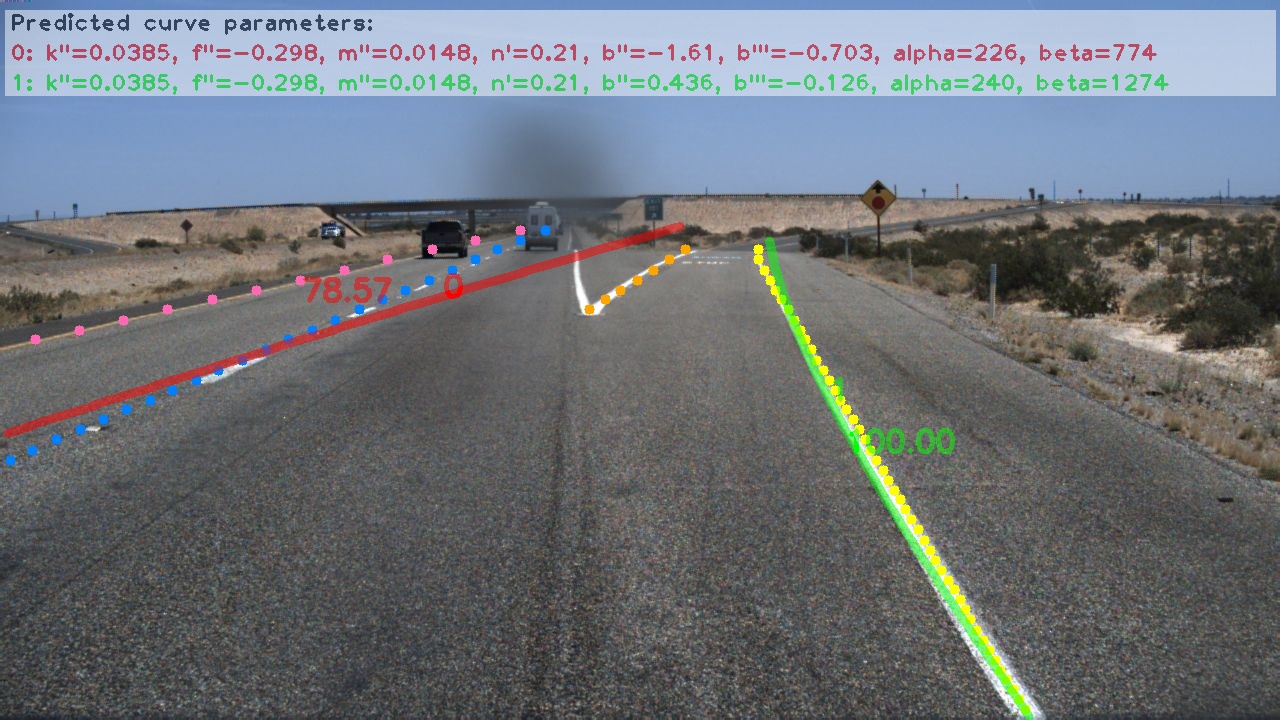 Predicted curve parameters:
0: k''=0.0385, f''=-0.298, m''=0.0148, n'=0.21, b''=-1.61, b'''=-0.703, alpha=226, beta=774
1: k''=0.0385, f''=-0.298, m''=0.0148, n'=0.21, b''=0.436, b'''=-0.126, alpha=240, beta=1274
78.57 0
00.00